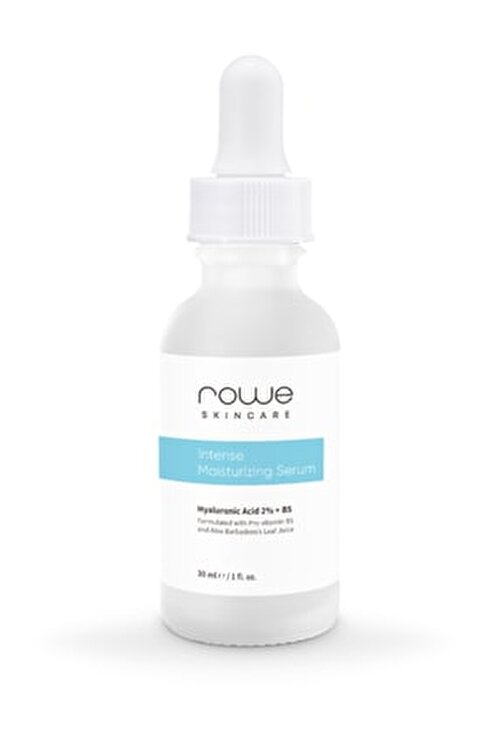 rowe
SKINCARE
Intense
Moisturizing Serum
Hyaluronic Acid 2% + B5
Formulated with Pro-vitamin B5
and Aloe Barbadensis Leaf Juice
30 ml ℮ / 1 fl. oz.